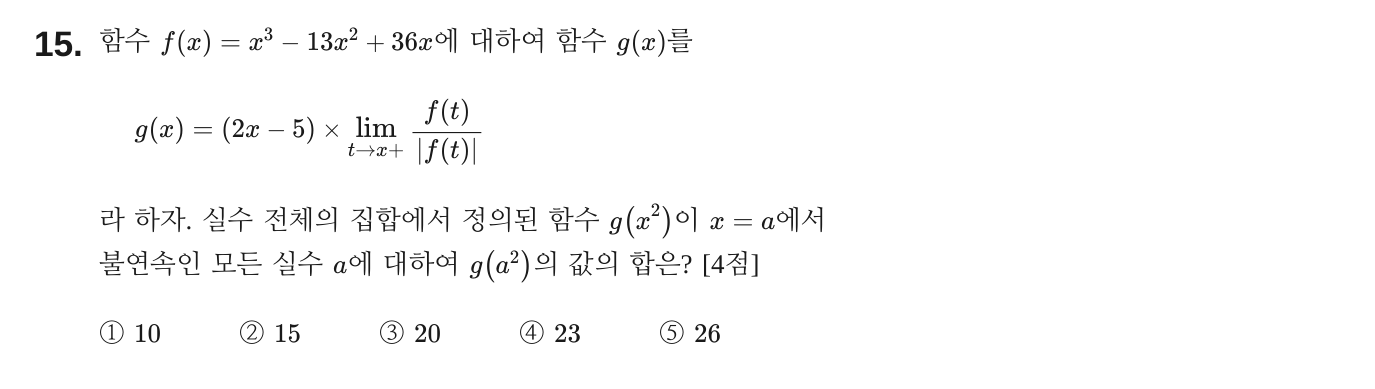 15. 함수 f(x) = x³ − 13x² + 36x에 대하여 함수 g(x)를
g(x) = (2x − 5) × lim_{t→x+} f(t)/|f(t)|
라 하자. 실수 전체의 집합에서 정의된 함수 g(x²)이 x = a에서
불연속인 모든 실수 a에 대하여 g(a²)의 값의 합은? [4점]
① 10 ② 15 ③ 20 ④ 23 ⑤ 26